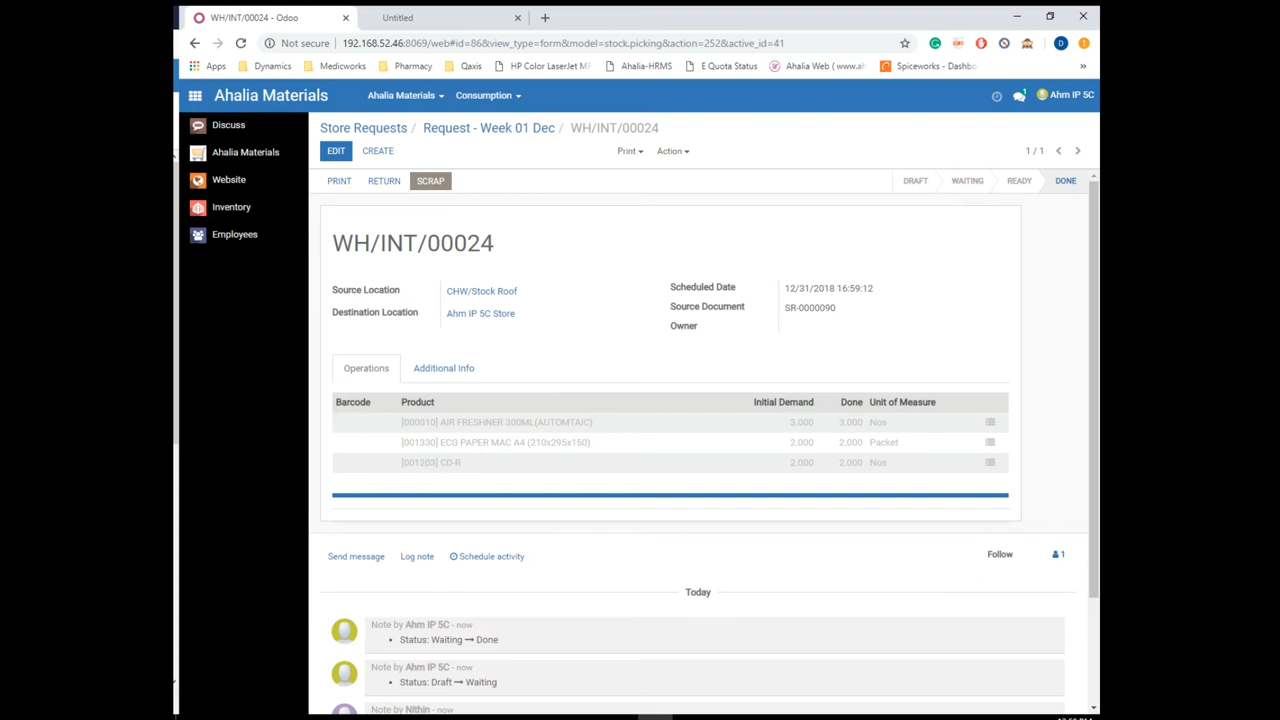 WH/INT/00024 - Odoo
Untitled
Not secure 192.168.52.46:8069/web#id=86&view_type=form&model=stock.picking&action=252&active_id=41
Apps Dynamics Medicworks Pharmacy Qaxis HP Color LaserJet MF Ahalia-HRMS E Quota Status Ahalia Web ( www.ah Spiceworks - Dashbo
Ahalia Materials Ahalia Materials Consumption 1 Ahm IP 5C
Discuss
Ahalia Materials
Website
Inventory
Employees
Store Requests / Request - Week 01 Dec / WH/INT/00024
EDIT CREATE Print Action 1 / 1
PRINT RETURN SCRAP DRAFT WAITING READY DONE
WH/INT/00024
Source Location CHW/Stock Roof
Destination Location Ahm IP 5C Store
Scheduled Date 12/31/2018 16:59:12
Source Document SR-0000090
Owner
Operations Additional Info
Barcode Product Initial Demand Done Unit of Measure
[000010] AIR FRESHNER 300ML(AUTOMTAIC) 3.000 3.000 Nos
[001330] ECG PAPER MAC A4 (210x295x150) 2.000 2.000 Packet
[001203] CD-R 2.000 2.000 Nos
Send message Log note Schedule activity Follow 1
Today
Note by Ahm IP 5C - now
• Status: Waiting → Done
Note by Ahm IP 5C - now
• Status: Draft → Waiting
Note by Nithin - now